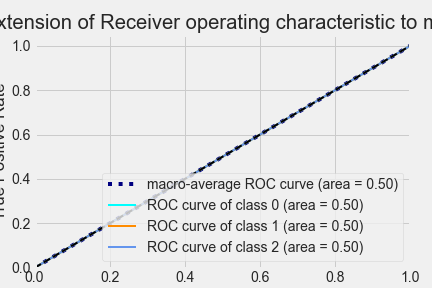 xtension of Receiver operating characteristic to m
True Positive Rate
1.0
0.8
0.6
0.4
0.2
0.0
macro-average ROC curve (area = 0.50)
ROC curve of class 0 (area = 0.50)
ROC curve of class 1 (area = 0.50)
ROC curve of class 2 (area = 0.50)
0.0 0.2 0.4 0.6 0.8 1.0